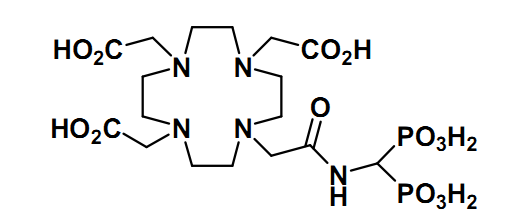 HO₂C CO₂H
N N
O
HO₂C N N PO₃H₂
N
H
PO₃H₂